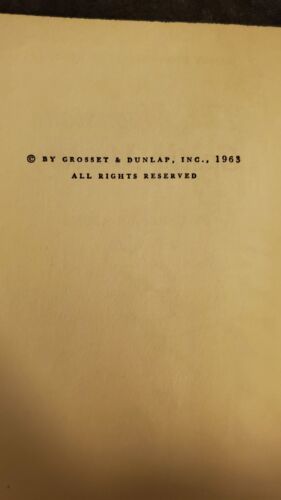 © BY GROSSET & DUNLAP, INC., 1963
ALL RIGHTS RESERVED